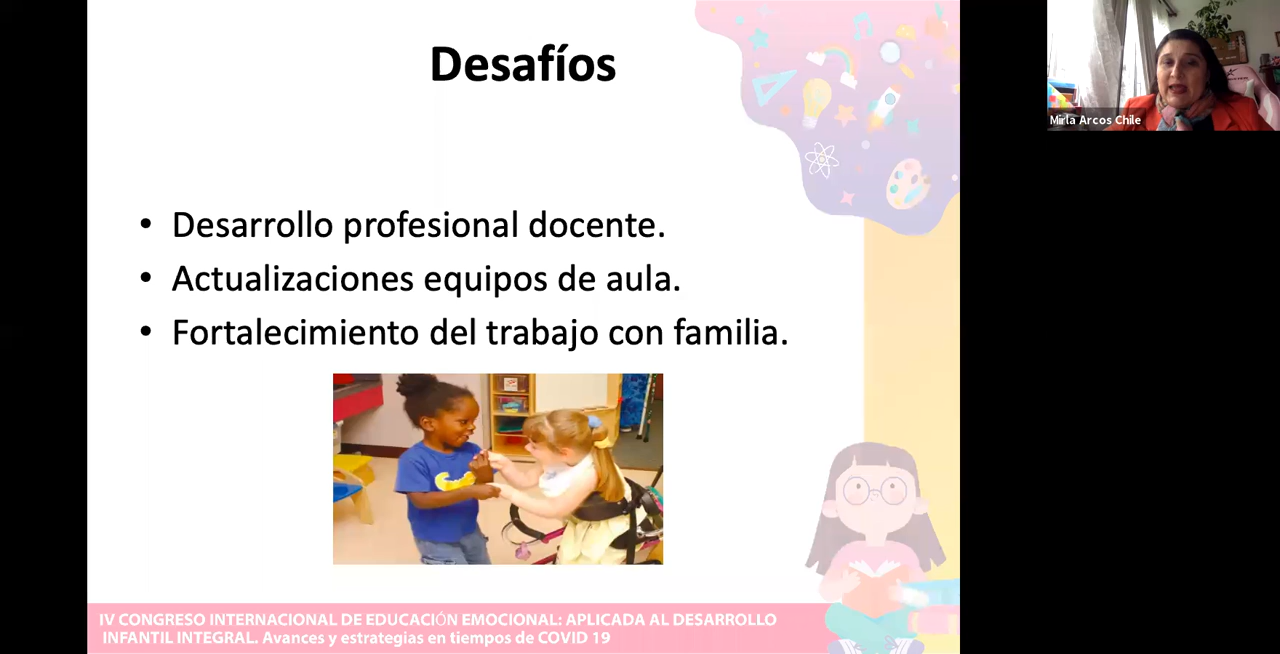 Desafíos
Mirla Arcos Chile
• Desarrollo profesional docente.
• Actualizaciones equipos de aula.
• Fortalecimiento del trabajo con familia.
IV CONGRESO INTERNACIONAL DE EDUCACIÓN EMOCIONAL: APLICADA AL DESARROLLO
INFANTIL INTEGRAL. Avances y estrategias en tiempos de COVID 19